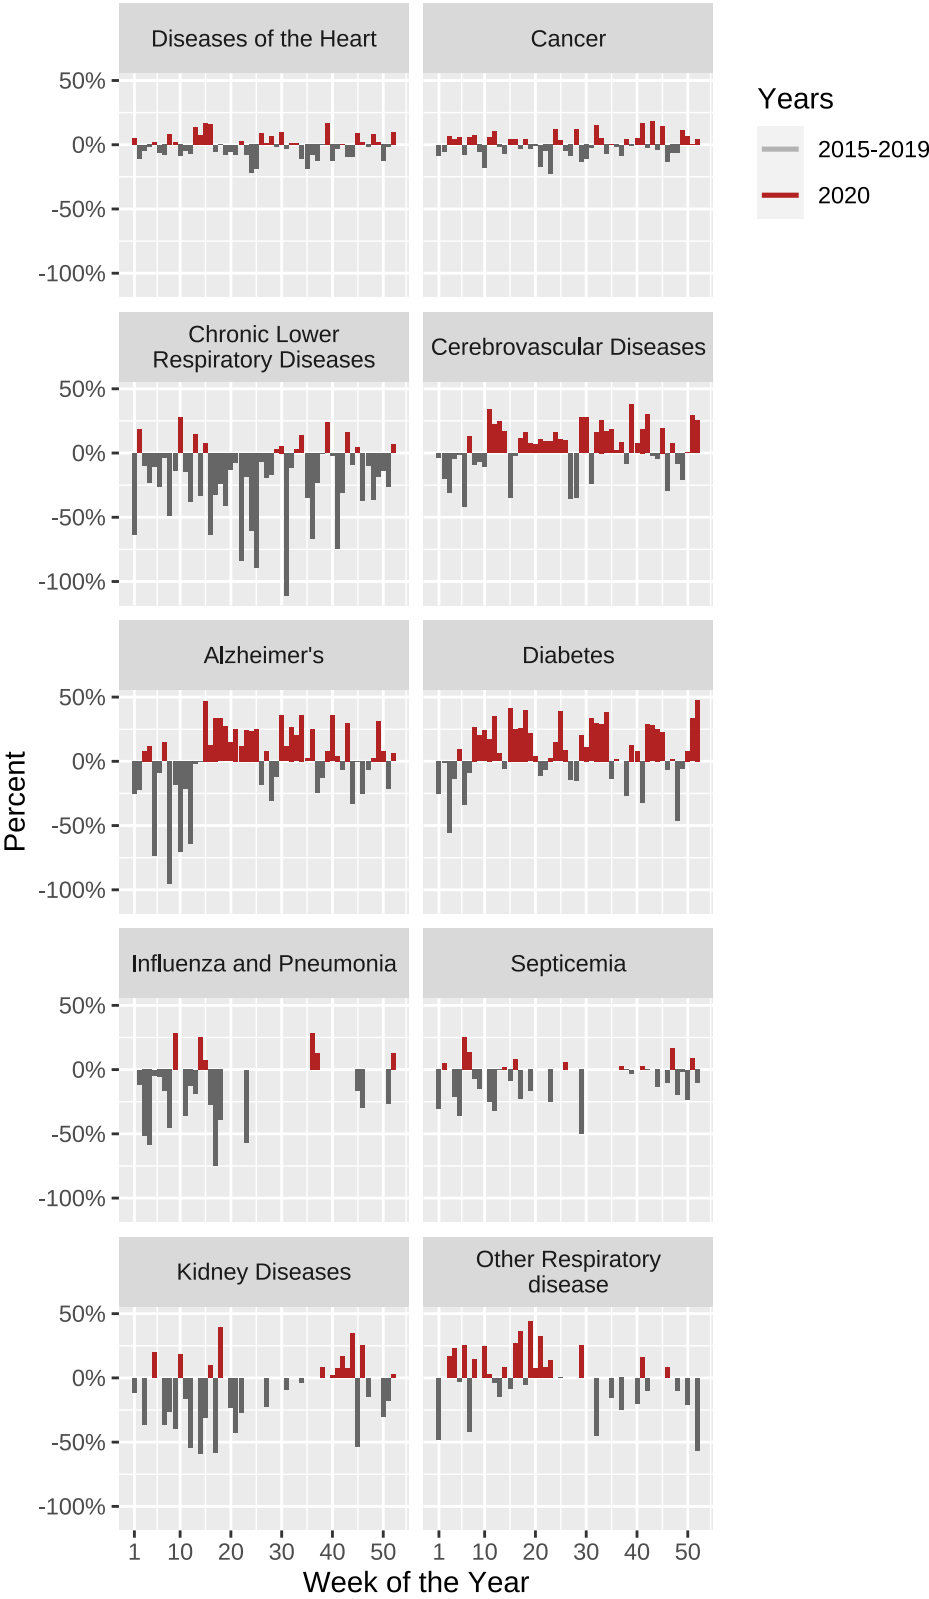 Diseases of the Heart
Cancer
Years
2015-2019
2020
50%
0%
-50%
-100%
Chronic Lower
Respiratory Diseases
Cerebrovascular Diseases
50%
0%
-50%
-100%
Alzheimer's
Diabetes
50%
0%
-50%
-100%
Percent
Influenza and Pneumonia
Septicemia
50%
0%
-50%
-100%
Kidney Diseases
Other Respiratory
disease
50%
0%
-50%
-100%
1 10 20 30 40 50
1 10 20 30 40 50
Week of the Year